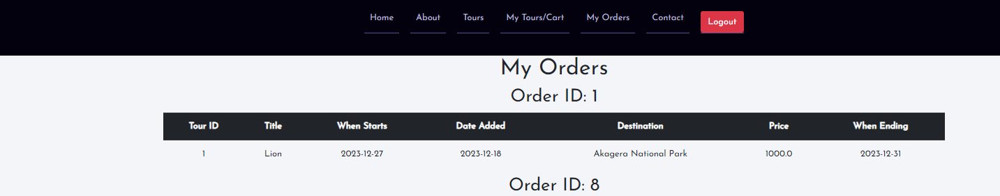 Home About Tours My Tours/Cart My Orders Contact Logout
My Orders
Order ID: 1
Tour ID Title When Starts Date Added Destination Price When Ending
1 Lion 2023-12-27 2023-12-18 Akagera National Park 1000.0 2023-12-31
Order ID: 8